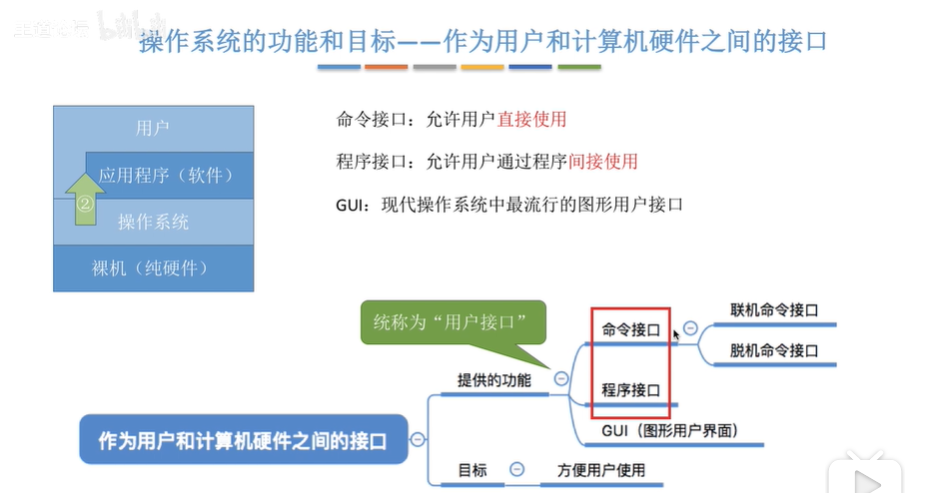 bilibili
操作系统的功能和目标——作为用户和计算机硬件之间的接口
用户
应用程序（软件）
②
操作系统
裸机（纯硬件）
命令接口：允许用户直接使用
程序接口：允许用户通过程序间接使用
GUI：现代操作系统中最流行的图形用户接口
统称为“用户接口”
命令接口
联机命令接口
脱机命令接口
提供的功能
程序接口
GUI（图形用户界面）
作为用户和计算机硬件之间的接口
目标
方便用户使用